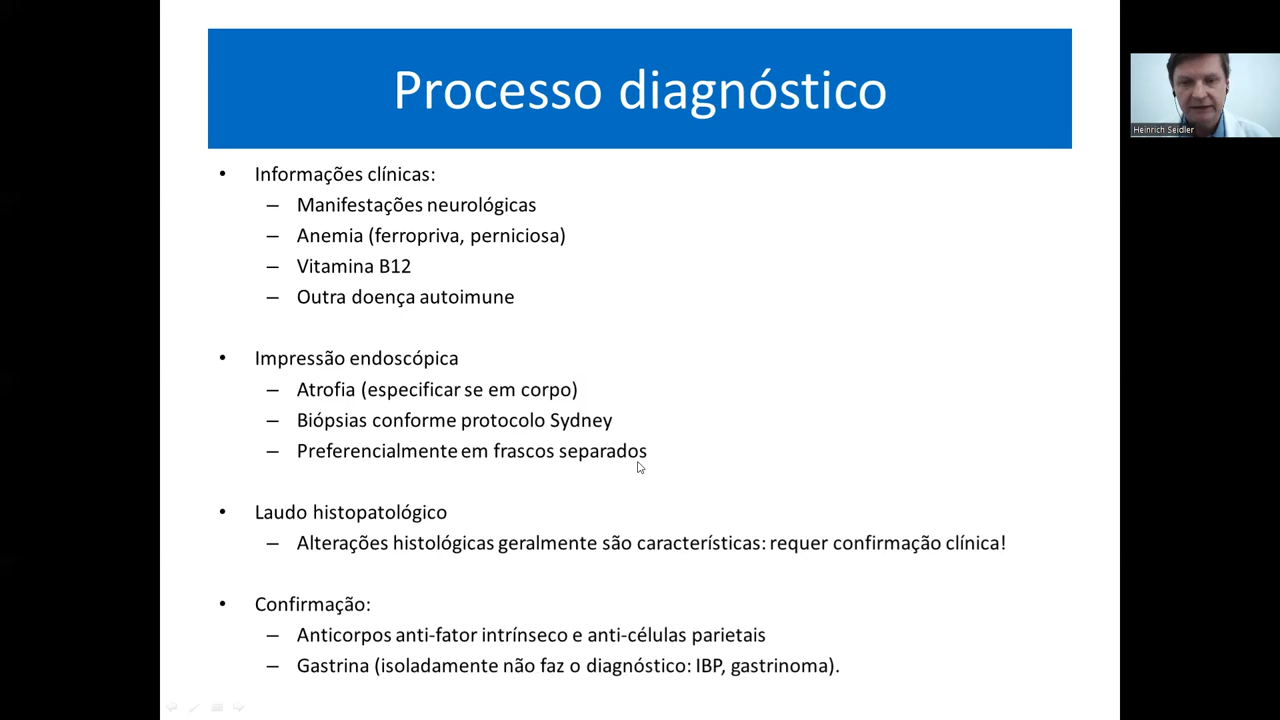 Processo diagnóstico
Heinrich Seidler
• Informações clínicas:
– Manifestações neurológicas
– Anemia (ferropriva, perniciosa)
– Vitamina B12
– Outra doença autoimune
• Impressão endoscópica
– Atrofia (especificar se em corpo)
– Biópsias conforme protocolo Sydney
– Preferencialmente em frascos separados
• Laudo histopatológico
– Alterações histológicas geralmente são características: requer confirmação clínica!
• Confirmação:
– Anticorpos anti-fator intrínseco e anti-células parietais
– Gastrina (isoladamente não faz o diagnóstico: IBP, gastrinoma).